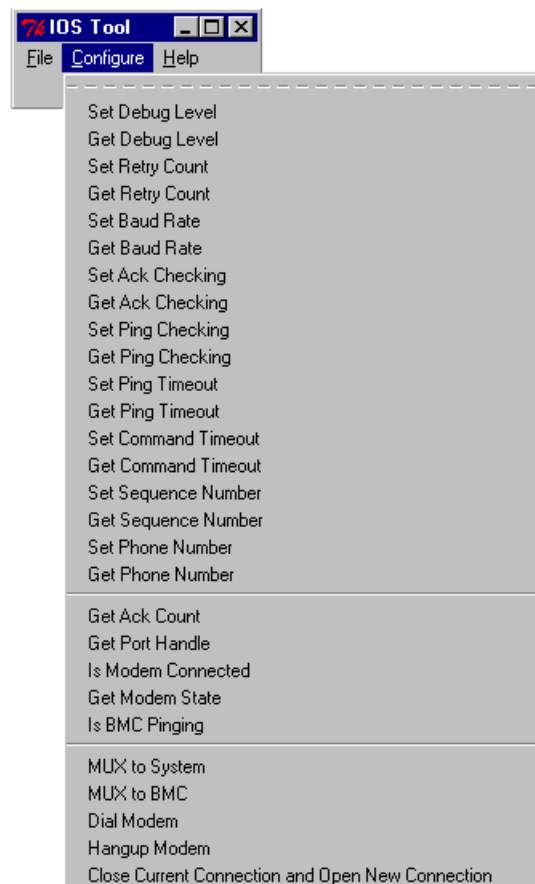 7k IOS Tool
File Configure Help
Set Debug Level
Get Debug Level
Set Retry Count
Get Retry Count
Set Baud Rate
Get Baud Rate
Set Ack Checking
Get Ack Checking
Set Ping Checking
Get Ping Checking
Set Ping Timeout
Get Ping Timeout
Set Command Timeout
Get Command Timeout
Set Sequence Number
Get Sequence Number
Set Phone Number
Get Phone Number
Get Ack Count
Get Port Handle
Is Modem Connected
Get Modem State
Is BMC Pinging
MUX to System
MUX to BMC
Dial Modem
Hangup Modem
Close Current Connection and Open New Connection